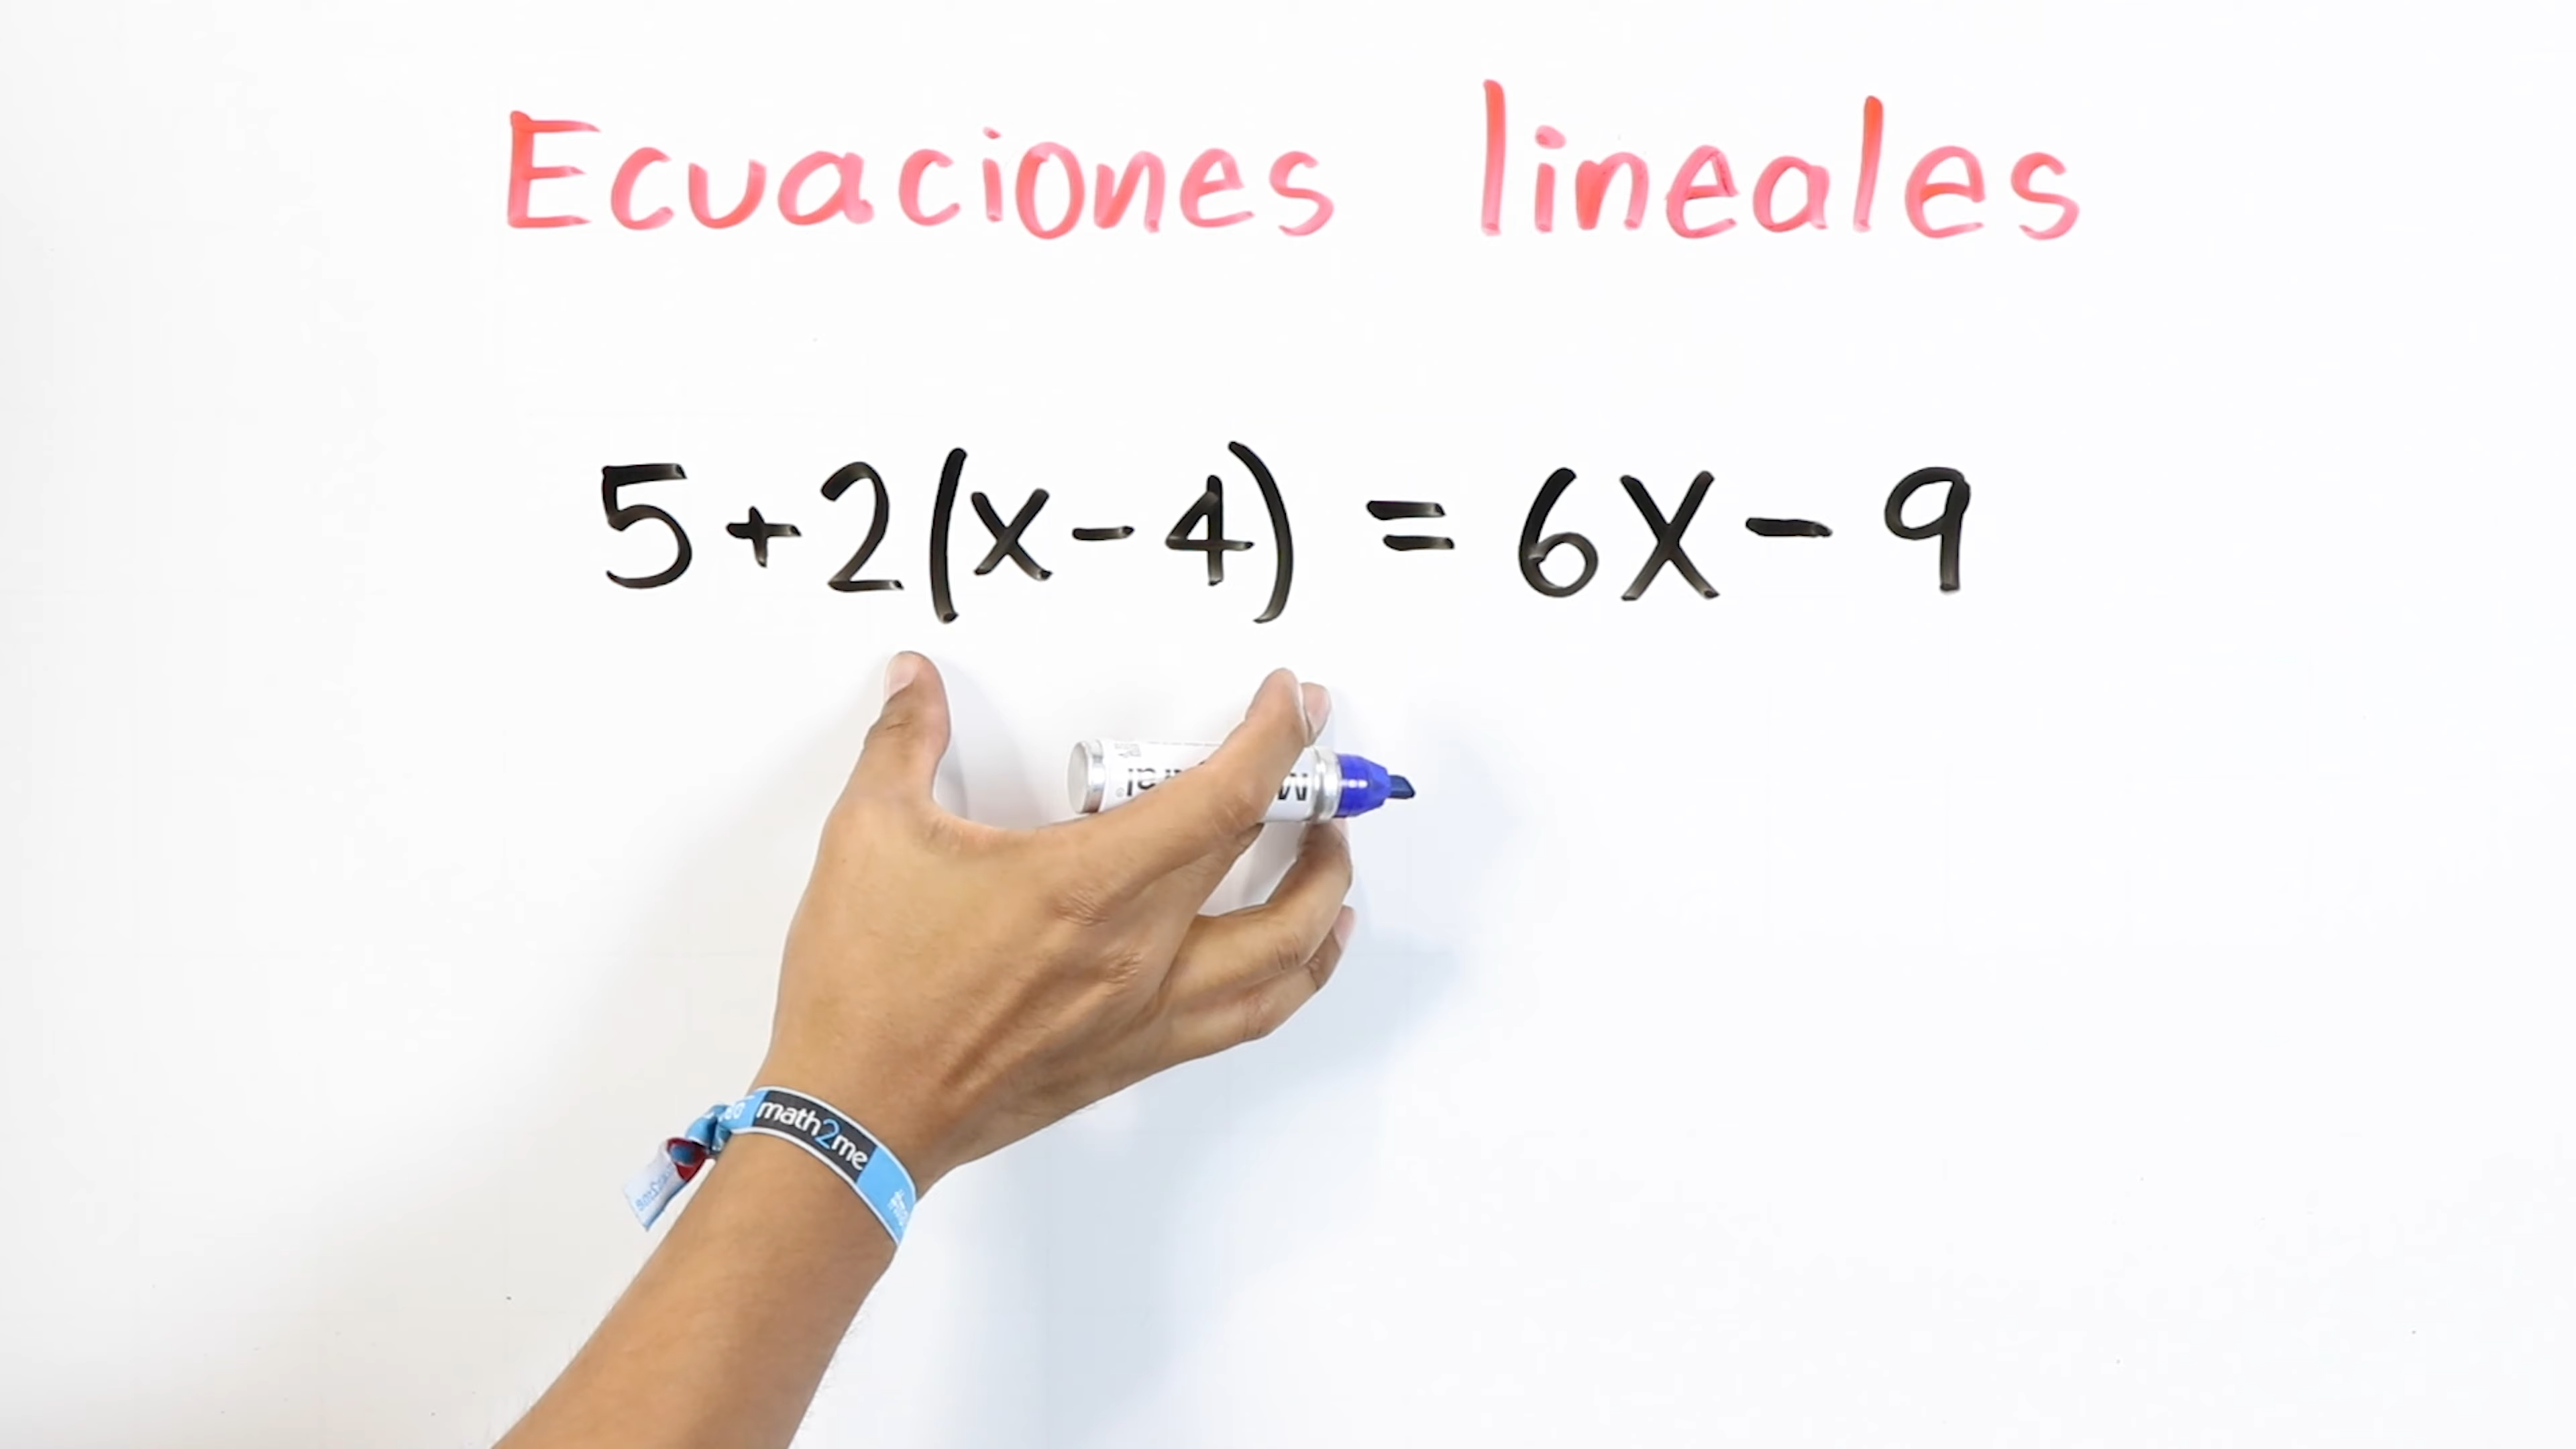 Ecuaciones lineales
5+2(x-4) = 6x-9
math2me